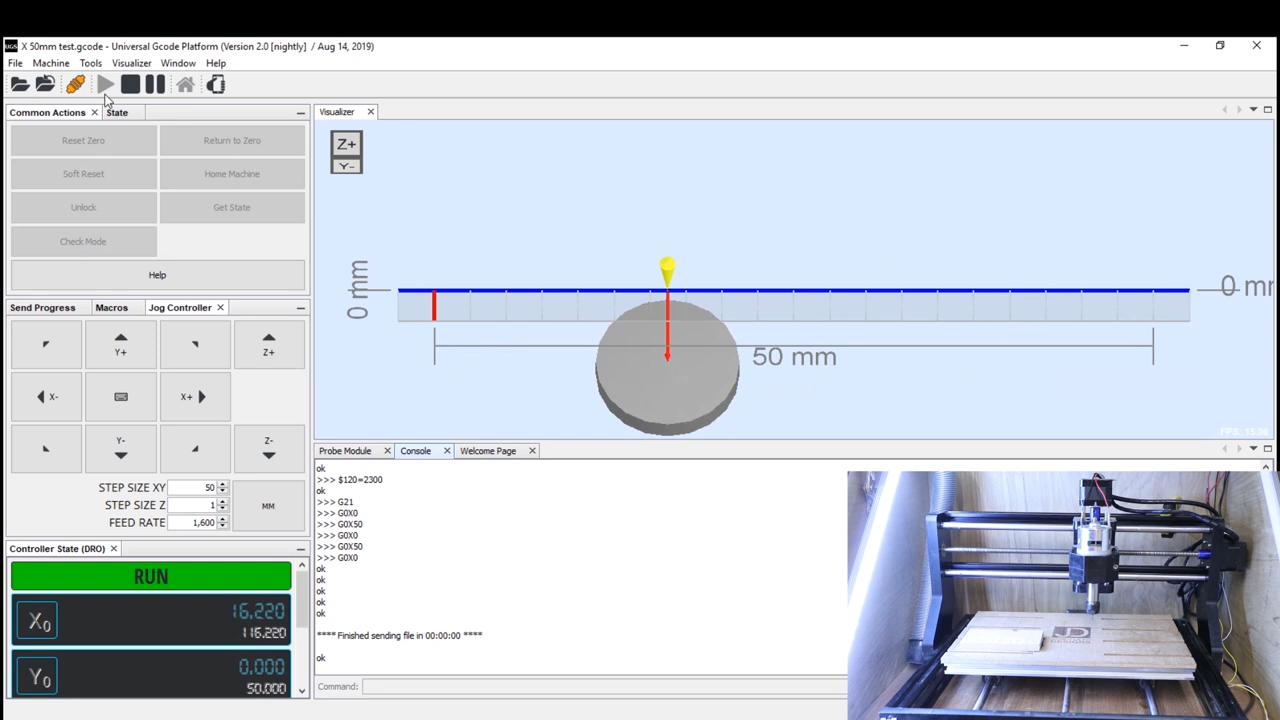 UGS X 50mm test.gcode - Universal Gcode Platform (Version 2.0 [nightly] / Aug 14, 2019)
File Machine Tools Visualizer Window Help
Common Actions State
Reset Zero Return to Zero
Soft Reset Home Machine
Unlock Get State
Check Mode
Help
Send Progress Macros Jog Controller
Y+ Z+
X- X+
Y- Z-
STEP SIZE XY 50
STEP SIZE Z 1
FEED RATE 1,600
MM
Controller State (DRO)
RUN
X0 16.220
116.220
Y0 0.000
50.000
Visualizer
Z+
Y-
0 mm
0 mm
50 mm
FPS: 15.06
Probe Module Console Welcome Page
ok
>>> $120=2300
ok
>>> G21
>>> G0X0
>>> G0X50
>>> G0X0
>>> G0X50
>>> G0X0
ok
ok
ok
ok
ok
**** Finished sending file in 00:00:00 ****
ok
Command:
JD